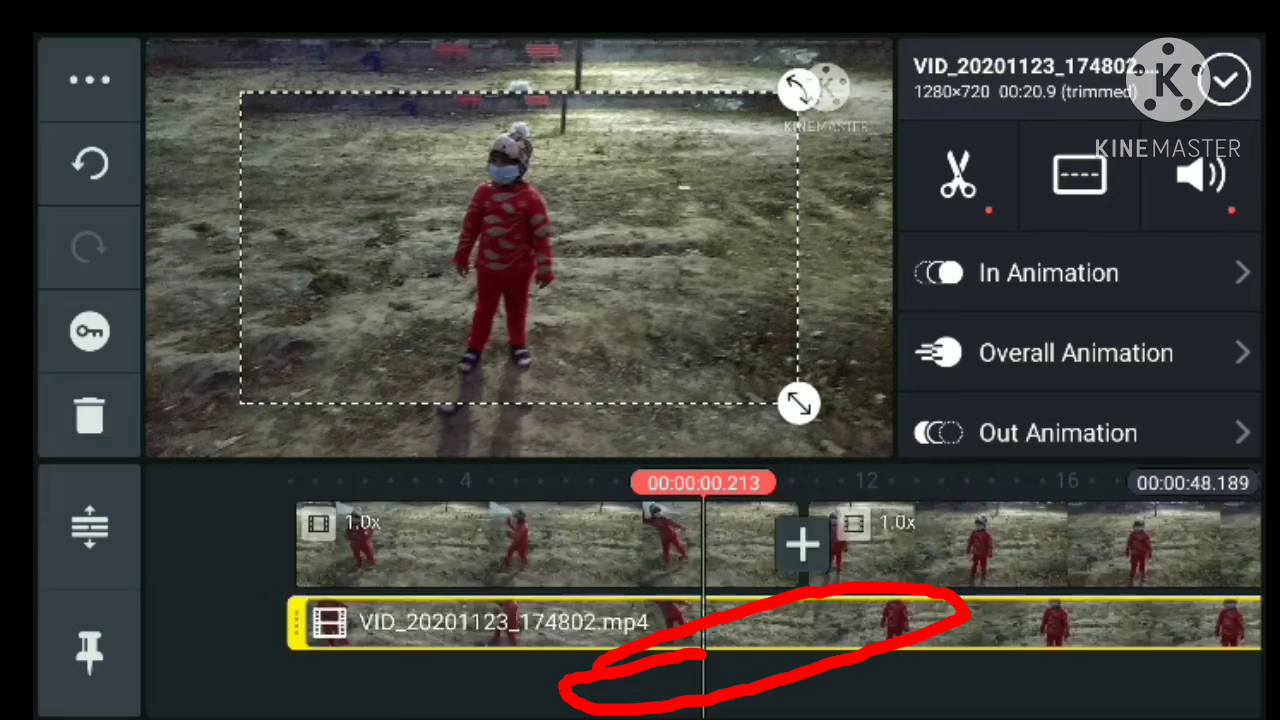 VID_20201123_174802....
1280×720 00:20.9 (trimmed)
KINEMASTER
KINEMASTER
In Animation
Overall Animation
Out Animation
4
00:00:00.213
12
16
00:00:48.189
1.0x
1.0x
VID_20201123_174802.mp4